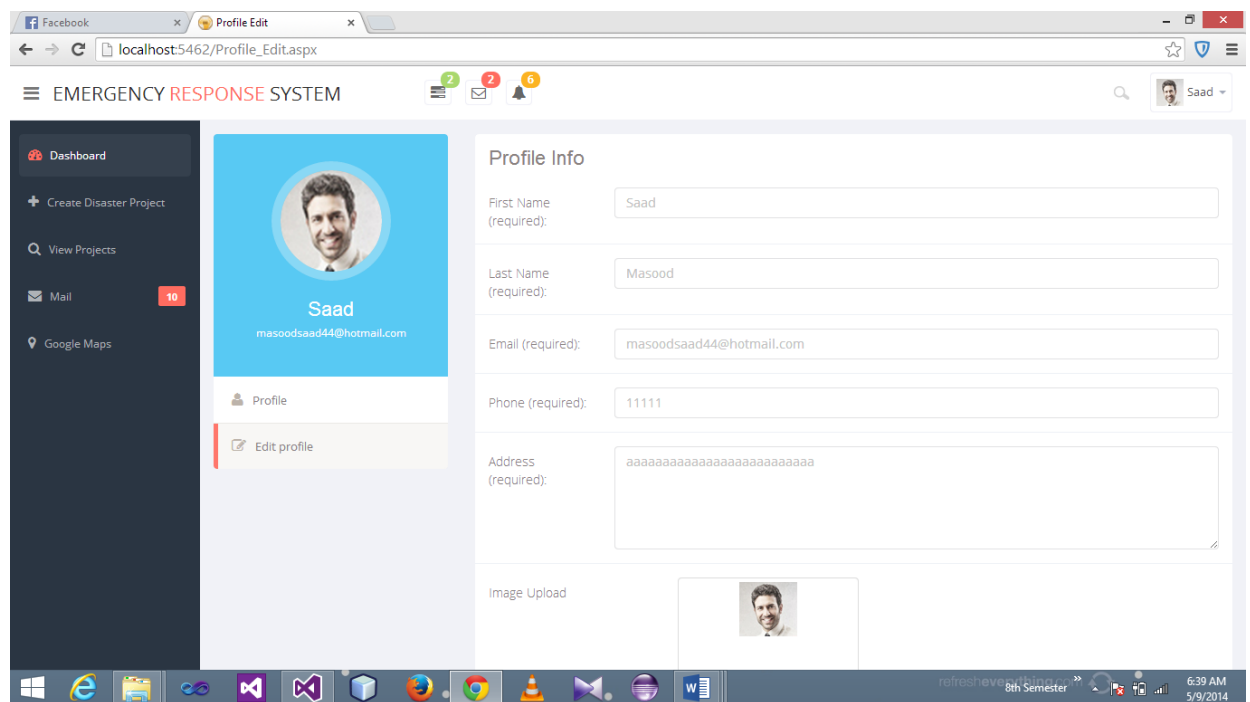 Facebook
Profile Edit
localhost:5462/Profile_Edit.aspx
EMERGENCY RESPONSE SYSTEM
2
2
6
Saad
Dashboard
Create Disaster Project
View Projects
Mail
10
Google Maps
Saad
masoodsaad44@hotmail.com
Profile
Edit profile
Profile Info
First Name
(required):
Saad
Last Name
(required):
Masood
Email (required):
masoodsaad44@hotmail.com
Phone (required):
11111
Address
(required):
aaaaaaaaaaaaaaaaaaaaaaaaaa
Image Upload
refresheverything.com
8th Semester
6:39 AM
5/9/2014